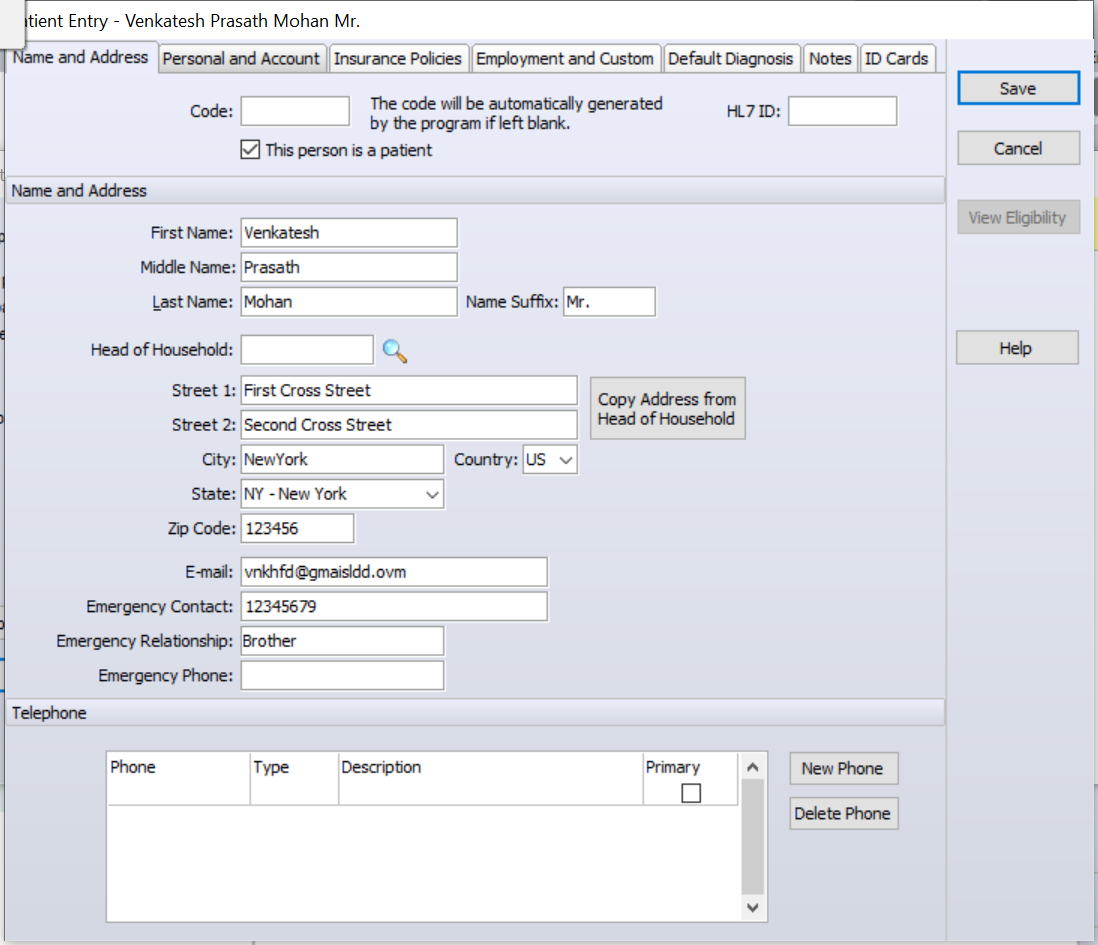 tient Entry - Venkatesh Prasath Mohan Mr.
Name and Address Personal and Account Insurance Policies Employment and Custom Default Diagnosis Notes ID Cards
Save
Code: The code will be automatically generated by the program if left blank. HL7 ID:
This person is a patient
Cancel
Name and Address
View Eligibility
First Name: Venkatesh
Middle Name: Prasath
Last Name: Mohan Name Suffix: Mr.
Head of Household:
Help
Street 1: First Cross Street
Copy Address from Head of Household
Street 2: Second Cross Street
City: NewYork Country: US
State: NY - New York
Zip Code: 123456
E-mail: vnkhfd@gmaisldd.ovm
Emergency Contact: 12345679
Emergency Relationship: Brother
Emergency Phone:
Telephone
Phone Type Description Primary
New Phone
Delete Phone